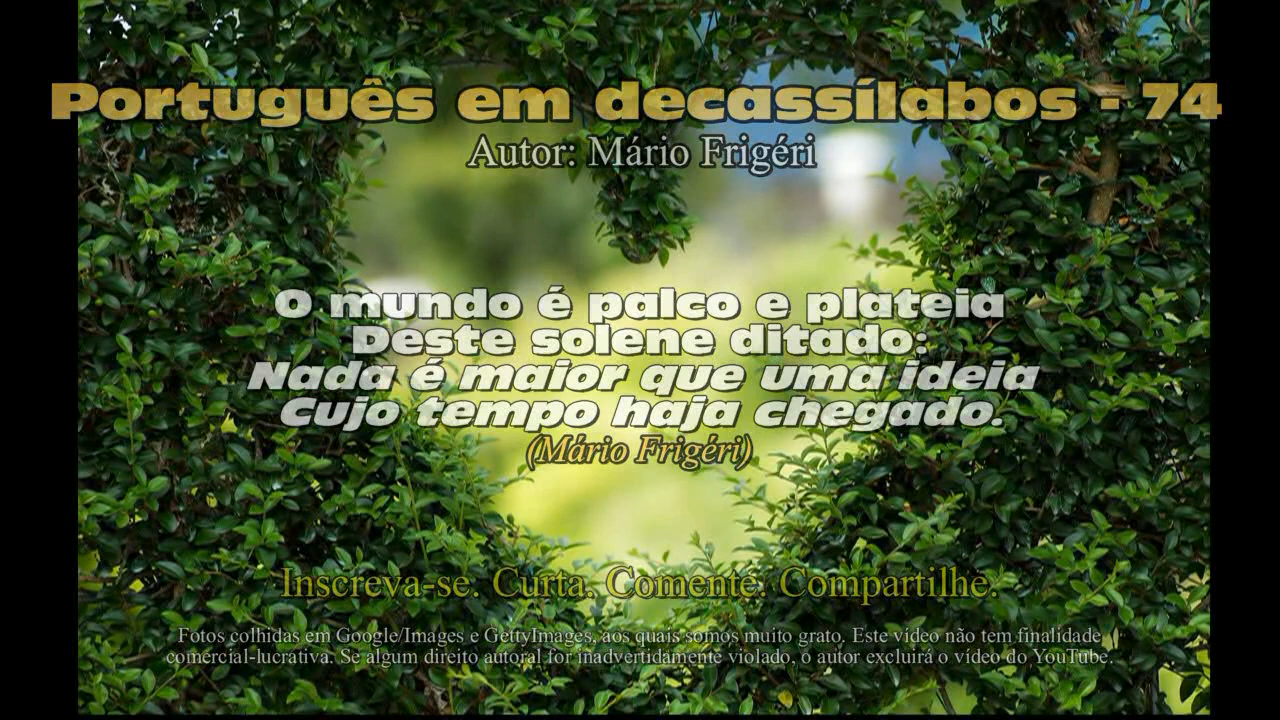 Português em decassílabos - 74
Autor: Mário Frigéri
O mundo é palco e plateia
Deste solene ditado:
Nada é maior que uma ideia
Cujo tempo haja chegado.
(Mário Frigéri)
Inscreva-se. Curta. Comente. Compartilhe.
Fotos colhidas em Google/Images e GettyImages, aos quais somos muito grato. Este vídeo não tem finalidade
comercial-lucrativa. Se algum direito autoral for inadvertidamente violado, o autor excluirá o vídeo do YouTube.